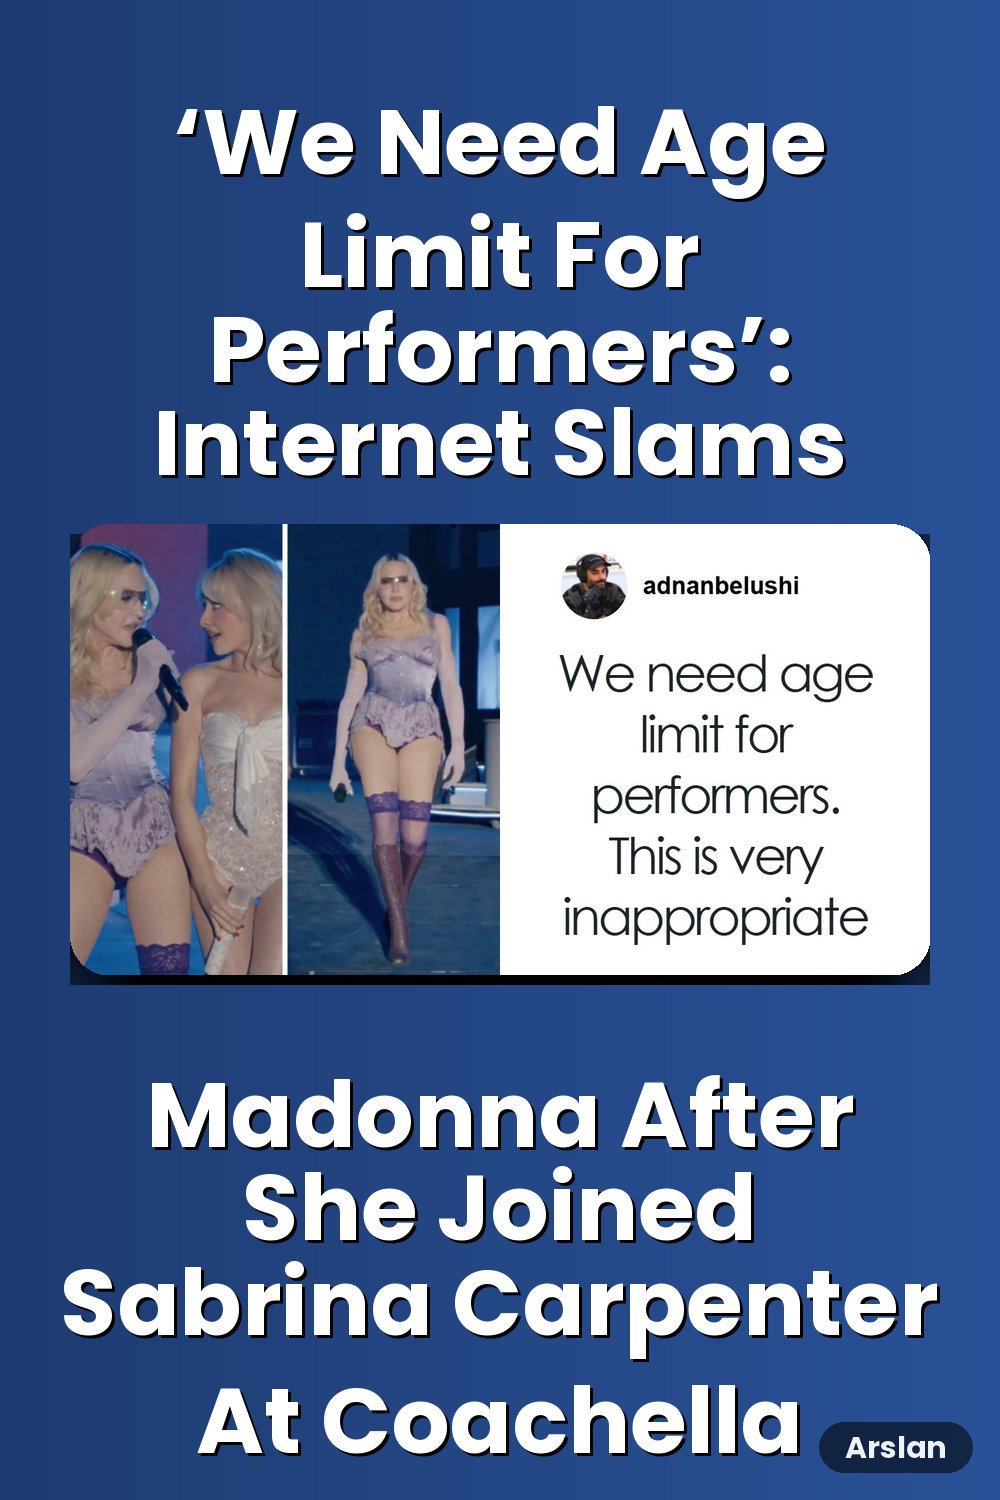 ‘We Need Age
Limit For
Performers’:
Internet Slams
adnanbelushi
We need age
limit for
performers.
This is very
inappropriate
Madonna After
She Joined
Sabrina Carpenter
At Coachella
Arslan